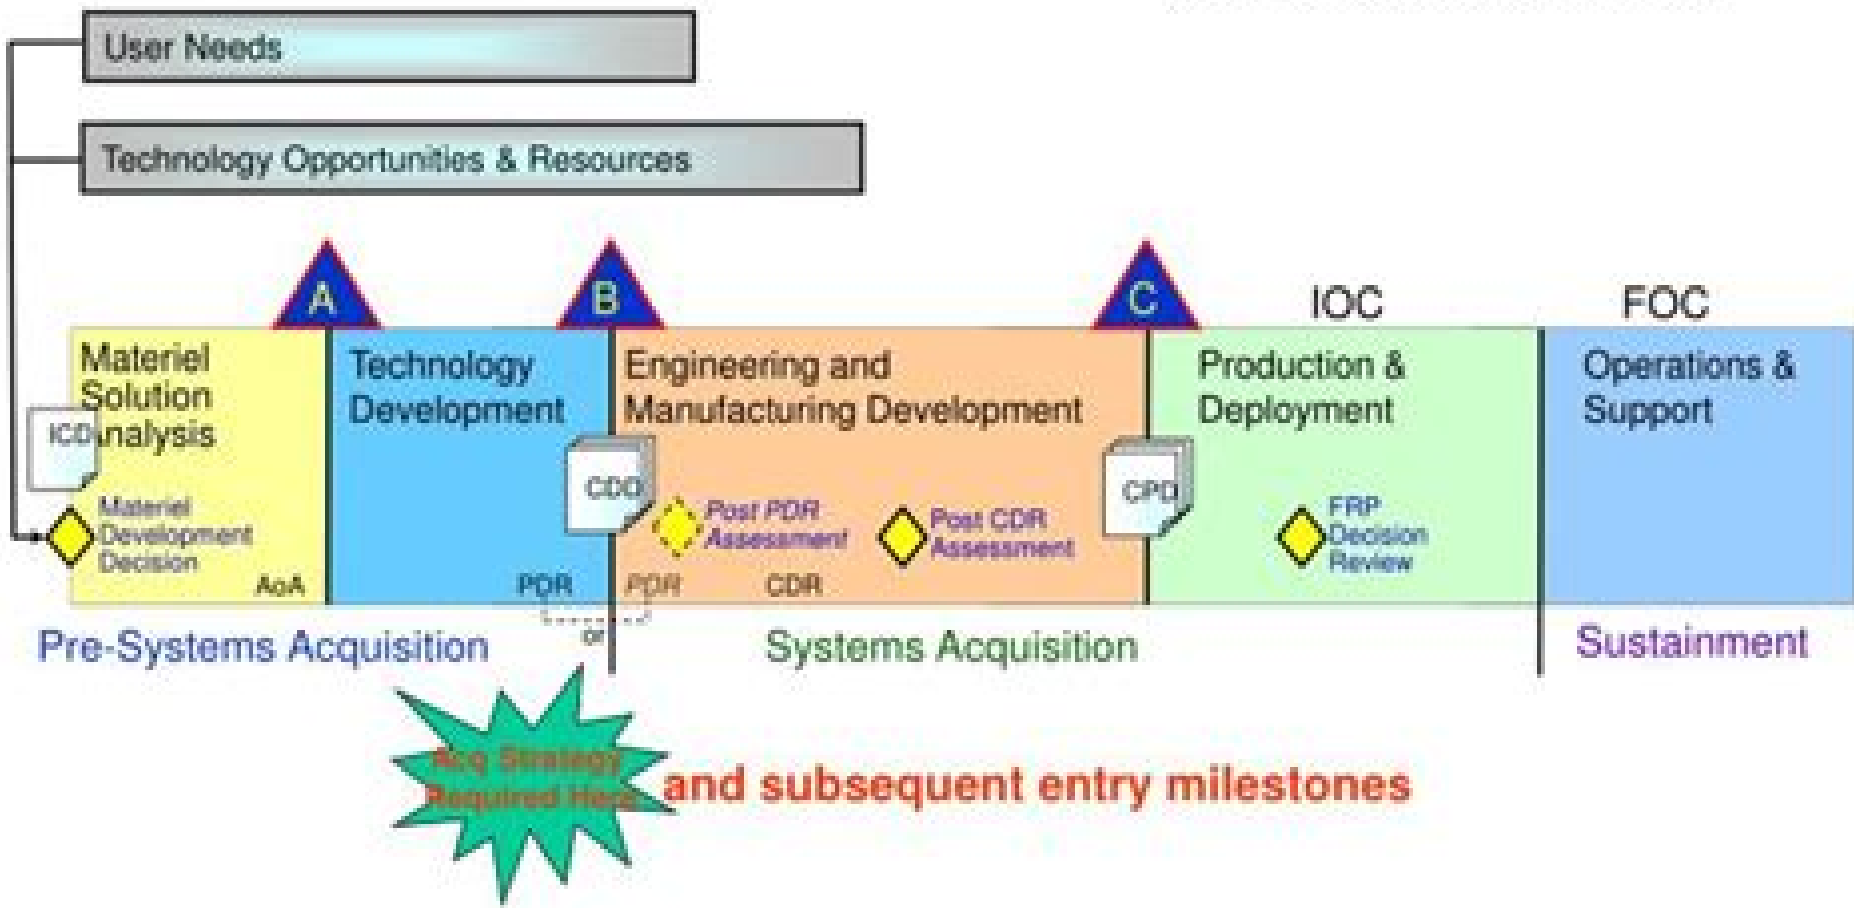 User Needs
Technology Opportunities & Resources
A
B
C
IOC
FOC
Materiel
Solution
Analysis
ICD
Materiel
Development
Decision
AoA
Technology
Development
CDD
PDR
Engineering and
Manufacturing Development
Post PDR
Assessment
PDR
CDR
Post CDR
Assessment
CPD
Production &
Deployment
FRP
Decision
Review
Operations &
Support
or
Pre-Systems Acquisition
Systems Acquisition
Sustainment
Acq Strategy
Required Here
and subsequent entry milestones